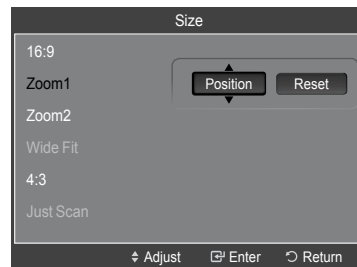 Size
16:9
Zoom1
Position Reset
Zoom2
Wide Fit
4:3
Just Scan
Adjust Enter Return